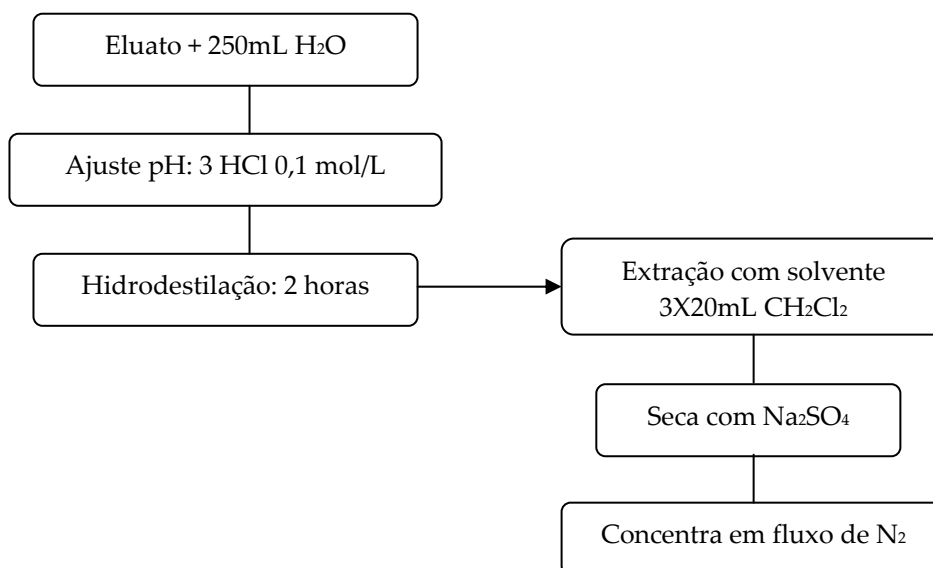 Eluato + 250mL H₂O
Ajuste pH: 3 HCl 0,1 mol/L
Hidrodestilação: 2 horas
Extração com solvente
3X20mL CH₂Cl₂
Seca com Na₂SO₄
Concentra em fluxo de N₂